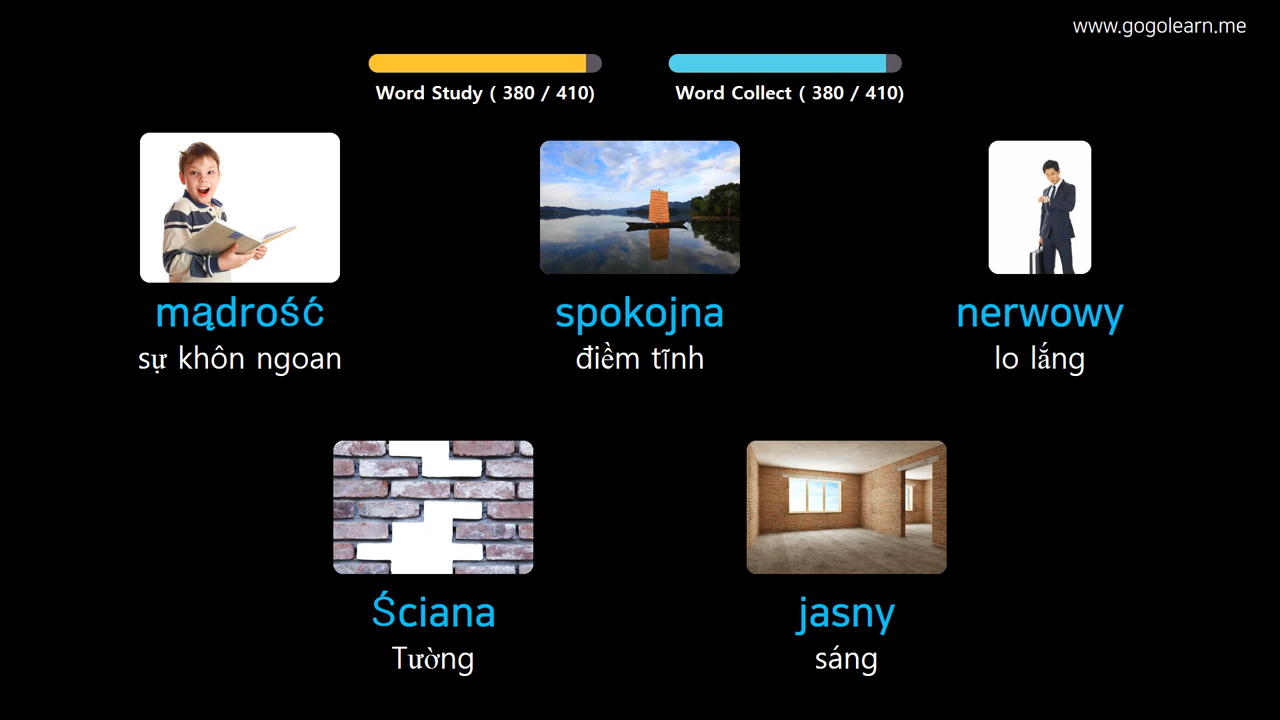 www.gogolearn.me
Word Study ( 380 / 410)
Word Collect ( 380 / 410)
mądrość
sự khôn ngoan
spokojna
điềm tĩnh
nerwowy
lo lắng
Ściana
Tường
jasny
sáng